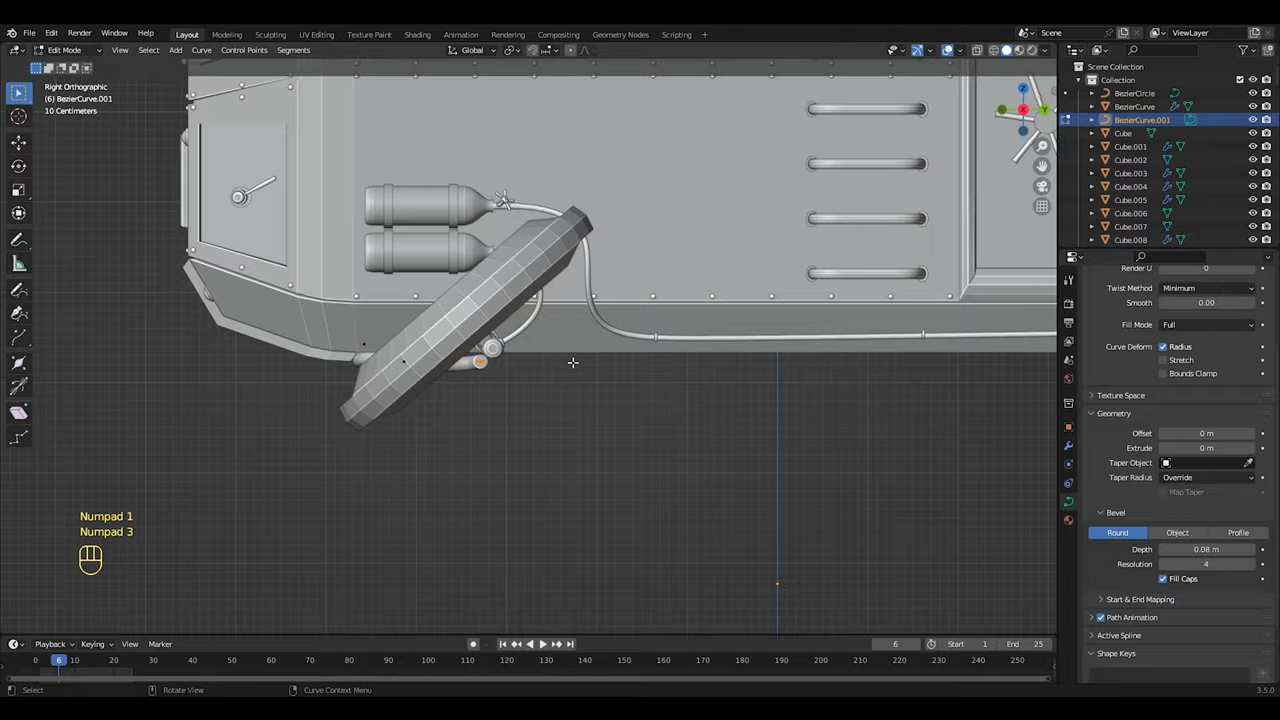 File Edit Render Window Help
Layout Modeling Sculpting UV Editing Texture Paint Shading Animation Rendering Compositing Geometry Nodes Scripting
Scene ViewLayer
Edit Mode View Select Add Curve Control Points Segments
Global
Right Orthographic
(6) BezierCurve.001
10 Centimeters
Scene Collection
Collection
BezierCircle
BezierCurve
BezierCurve.001
Cube
Cube.001
Cube.002
Cube.003
Cube.004
Cube.005
Cube.006
Cube.007
Cube.008
Render U 0
Twist Method Minimum
Smooth 0.00
Fill Mode Full
Curve Deform Radius
Stretch
Bounds Clamp
Texture Space
Geometry
Offset 0 m
Extrude 0 m
Taper Object
Taper Radius Override
Map Taper
Bevel
Round Object Profile
Depth 0.08 m
Resolution 4
Fill Caps
Start & End Mapping
Path Animation
Active Spline
Shape Keys
Numpad 1
Numpad 3
Playback Keying View Marker
6 Start 1 End 25
0 6 10 20 30 40 50 60 70 80 90 100 110 120 130 140 150 160 170 180 190 200 210 220 230 240 250
Select Rotate View Curve Context Menu
3.5.0
X
Y
Z